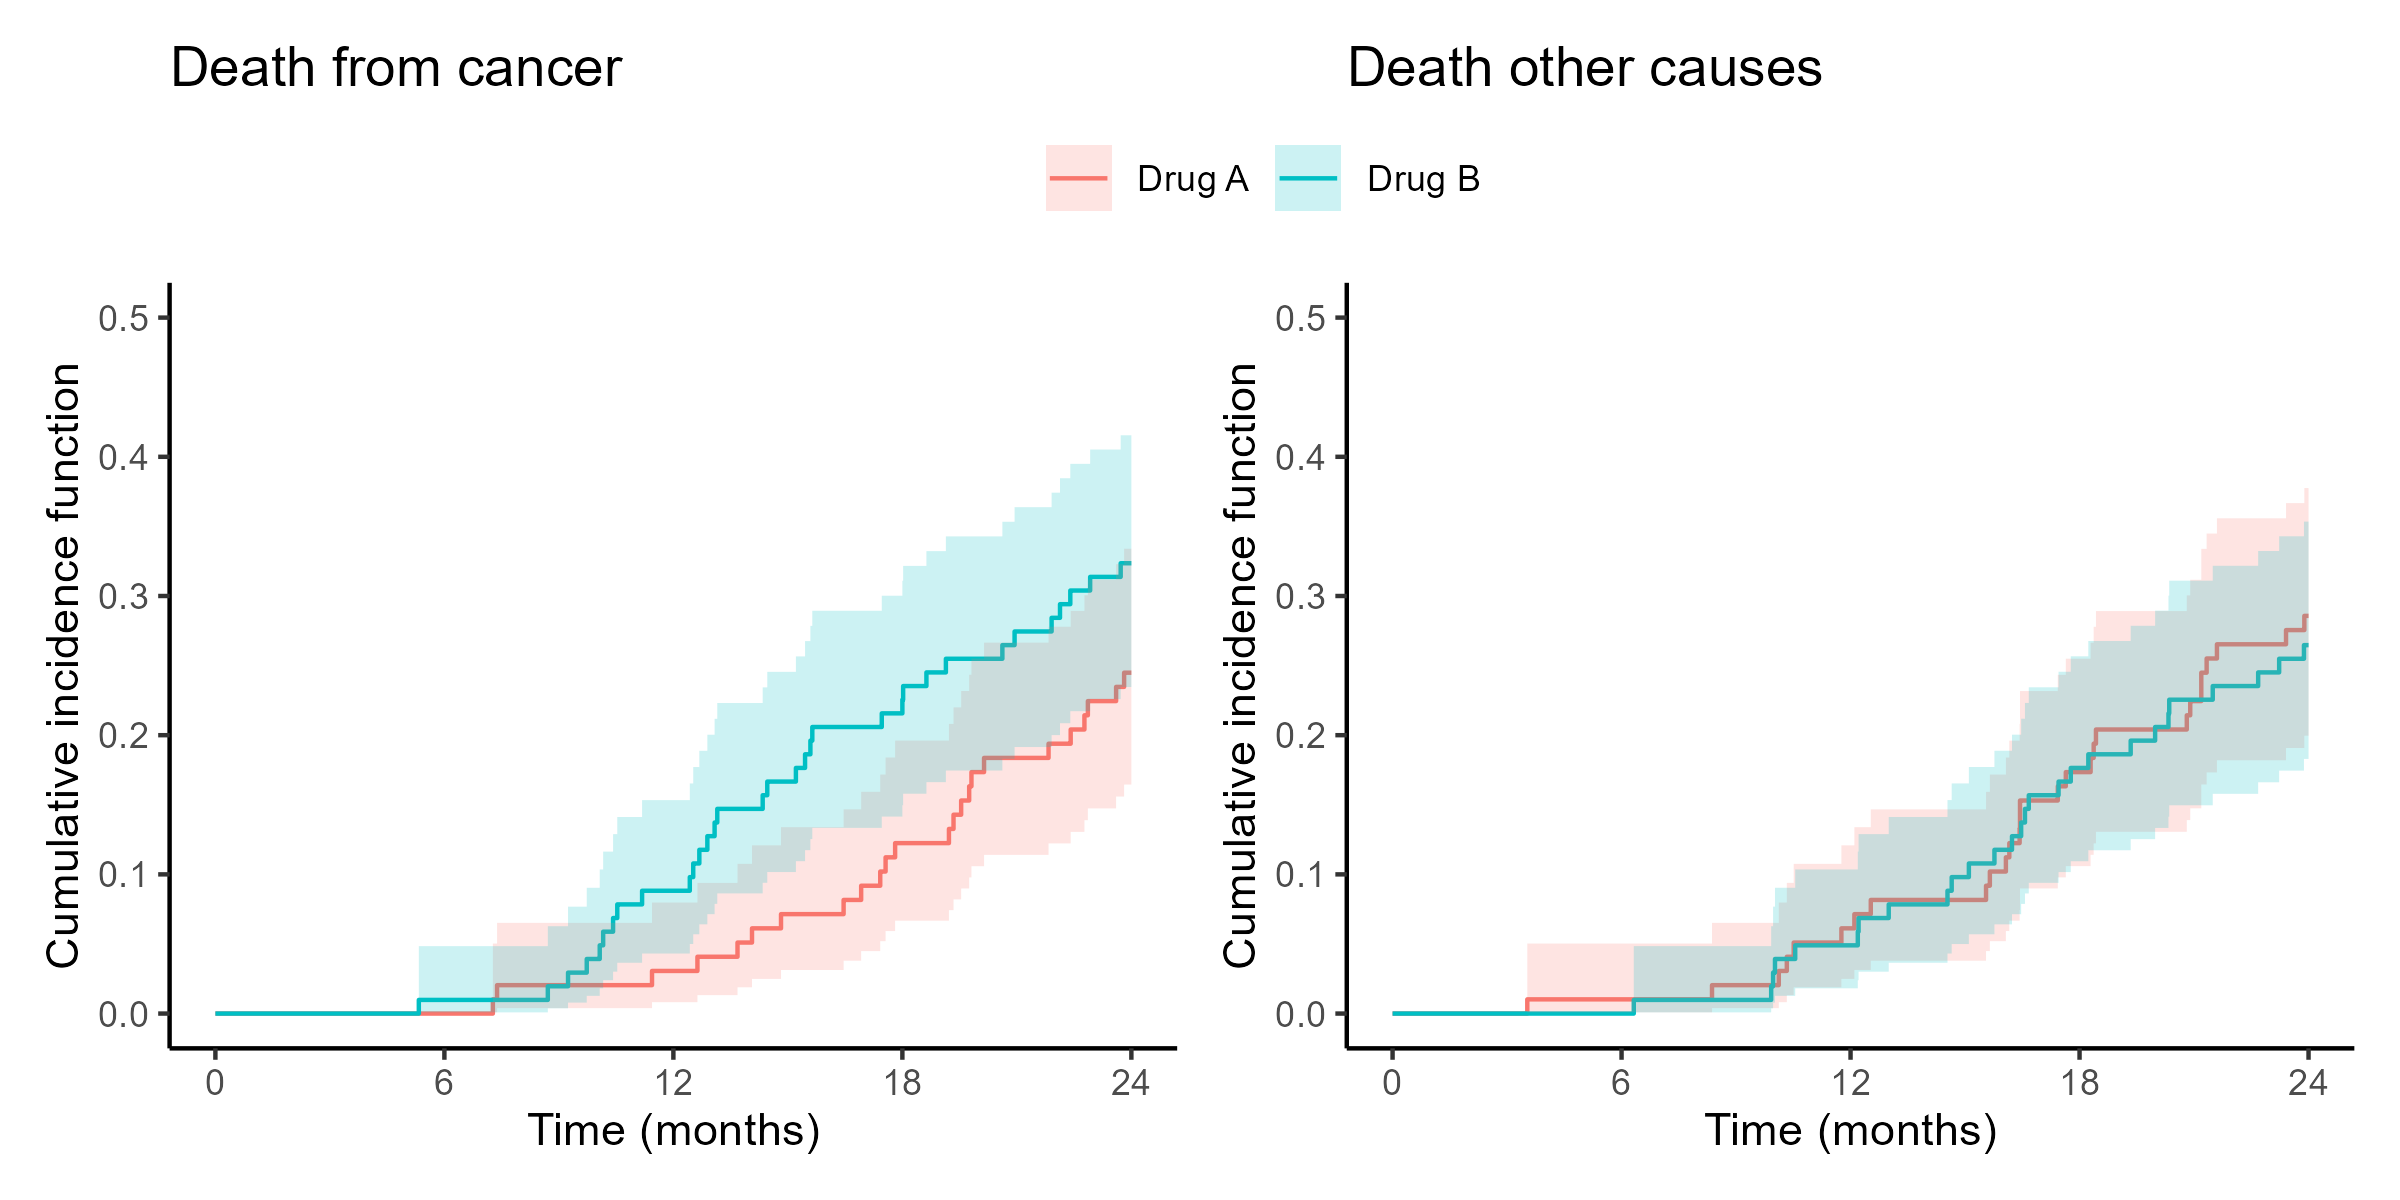 Death from cancer
Death other causes
Drug A
Drug B
Cumulative incidence function
0.5
0.4
0.3
0.2
0.1
0.0
0 6 12 18 24
Time (months)
Cumulative incidence function
0.5
0.4
0.3
0.2
0.1
0.0
0 6 12 18 24
Time (months)